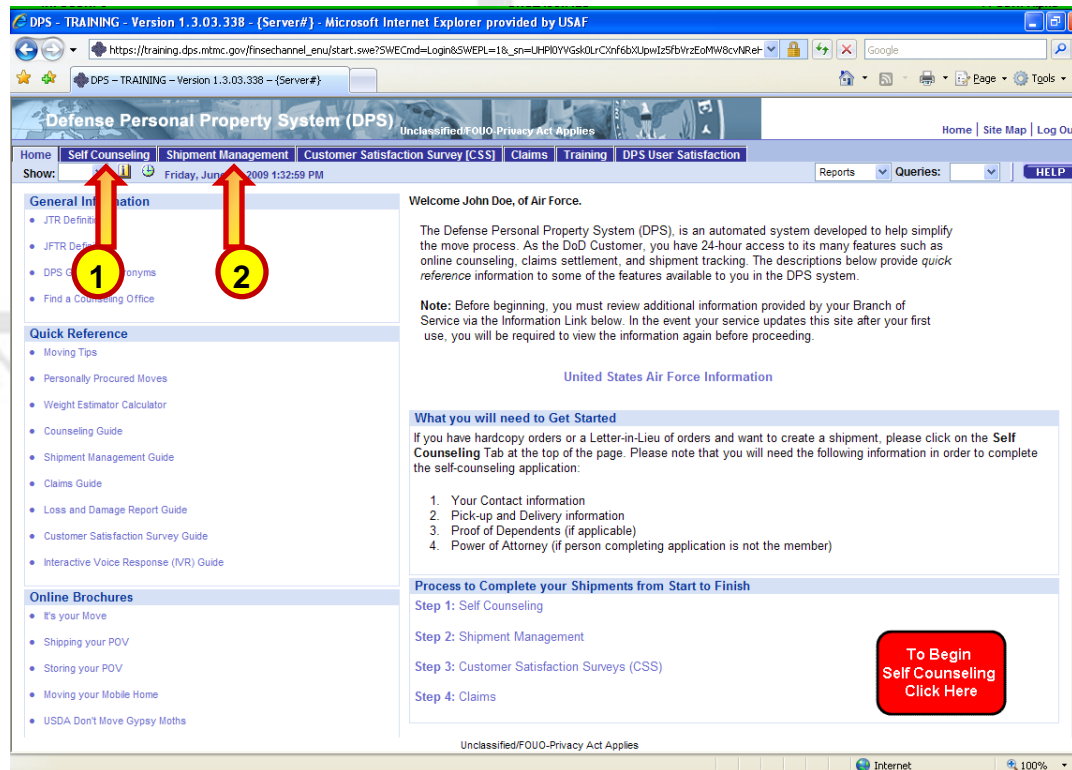 DPS - TRAINING - Version 1.3.03.338 - {Server#} - Microsoft Internet Explorer provided by USAF
https://training.dps.mtmc.gov/finsechannel_enu/start.swe?SWECmd=Login&SWEPL=1&_sn=
Google
DPS – TRAINING – Version 1.3.03.338 – {Server#}
Page
Tools
Defense Personal Property System (DPS)
Unclassified/FOUO-Privacy Act Applies
Home | Site Map | Log Ou
Home Self Counseling Shipment Management Customer Satisfaction Survey [CSS] Claims Training DPS User Satisfaction
Show: Friday, 2009 1:32:59 PM Reports Queries: HELP
General
JTR
JFTR
DPS
Find a Counseling Office
1
2
Quick Reference
Moving Tips
Personally Procured Moves
Weight Estimator Calculator
Counseling Guide
Shipment Management Guide
Claims Guide
Loss and Damage Report Guide
Customer Satisfaction Survey Guide
Interactive Voice Response (IVR) Guide
Online Brochures
It's your Move
Shipping your POV
Storing your POV
Moving your Mobile Home
USDA Don't Move Gypsy Moths
Welcome John Doe, of Air Force.
The Defense Personal Property System (DPS), is an automated system developed to help simplify
the move process. As the DoD Customer, you have 24-hour access to its many features such as
online counseling, claims settlement, and shipment tracking. The descriptions below provide quick
reference information to some of the features available to you in the DPS system.
Note: Before beginning, you must review additional information provided by your Branch of
Service via the Information Link below. In the event your service updates this site after your first
use, you will be required to view the information again before proceeding.
United States Air Force Information
What you will need to Get Started
If you have hardcopy orders or a Letter-in-Lieu of orders and want to create a shipment, please click on the Self
Counseling Tab at the top of the page. Please note that you will need the following information in order to complete
the self-counseling application:
1. Your Contact information
2. Pick-up and Delivery information
3. Proof of Dependents (if applicable)
4. Power of Attorney (if person completing application is not the member)
Process to Complete your Shipments from Start to Finish
Step 1: Self Counseling
Step 2: Shipment Management
Step 3: Customer Satisfaction Surveys (CSS)
Step 4: Claims
To Begin
Self Counseling
Click Here
Unclassified/FOUO-Privacy Act Applies
Internet
100%